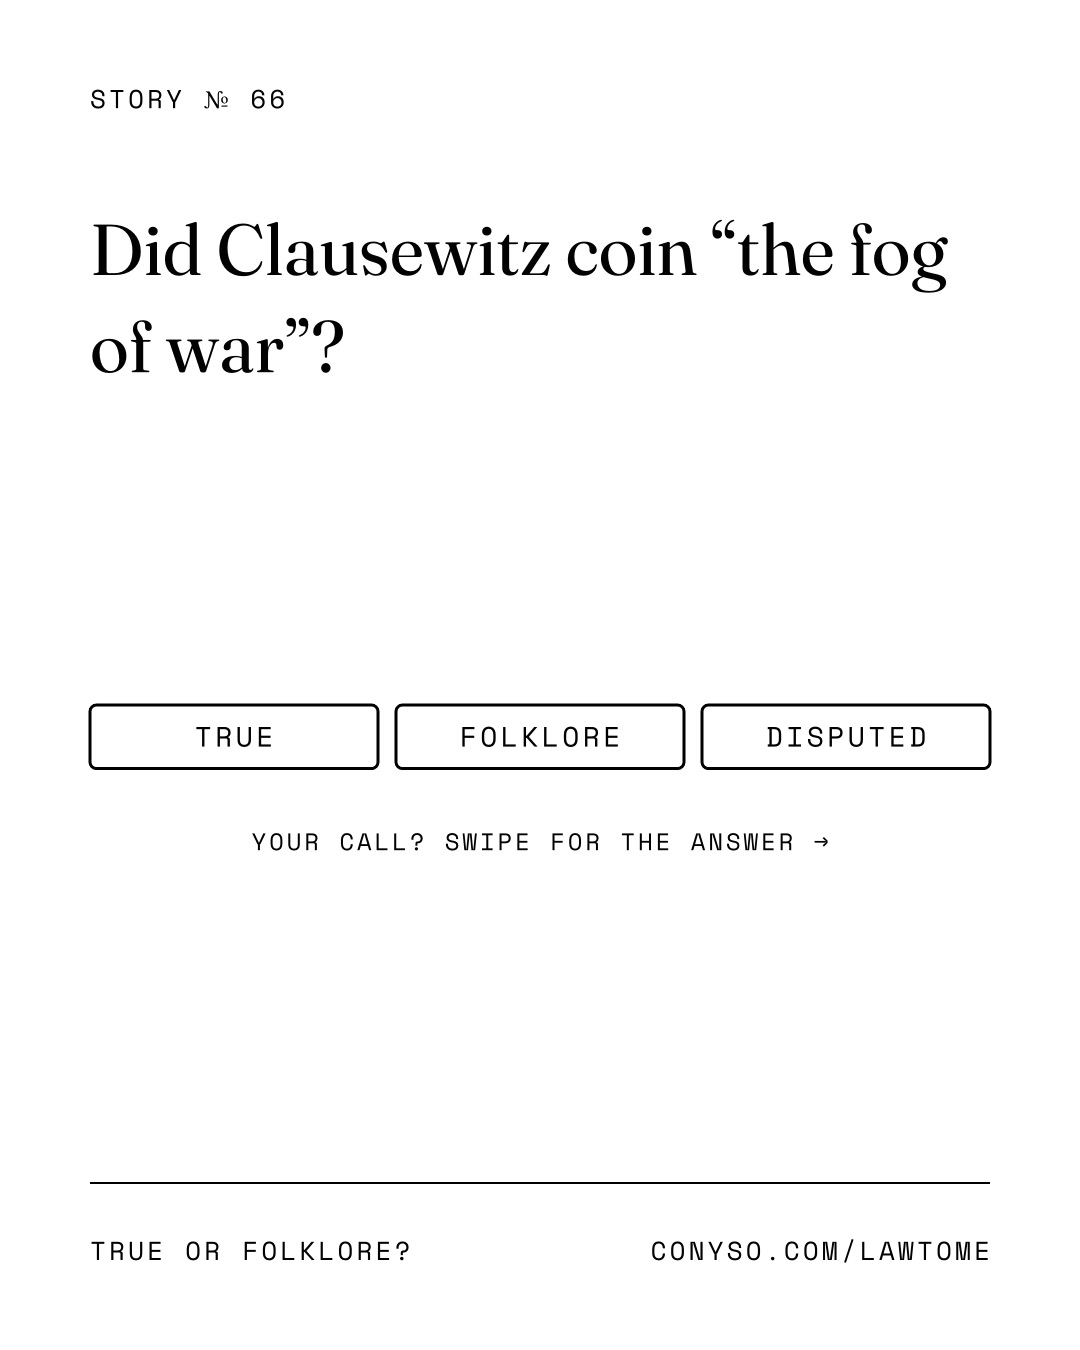 STORY № 66
Did Clausewitz coin “the fog
of war”?
TRUE
FOLKLORE
DISPUTED
YOUR CALL? SWIPE FOR THE ANSWER →
TRUE OR FOLKLORE?
CONYSO.COM/LAWTOME